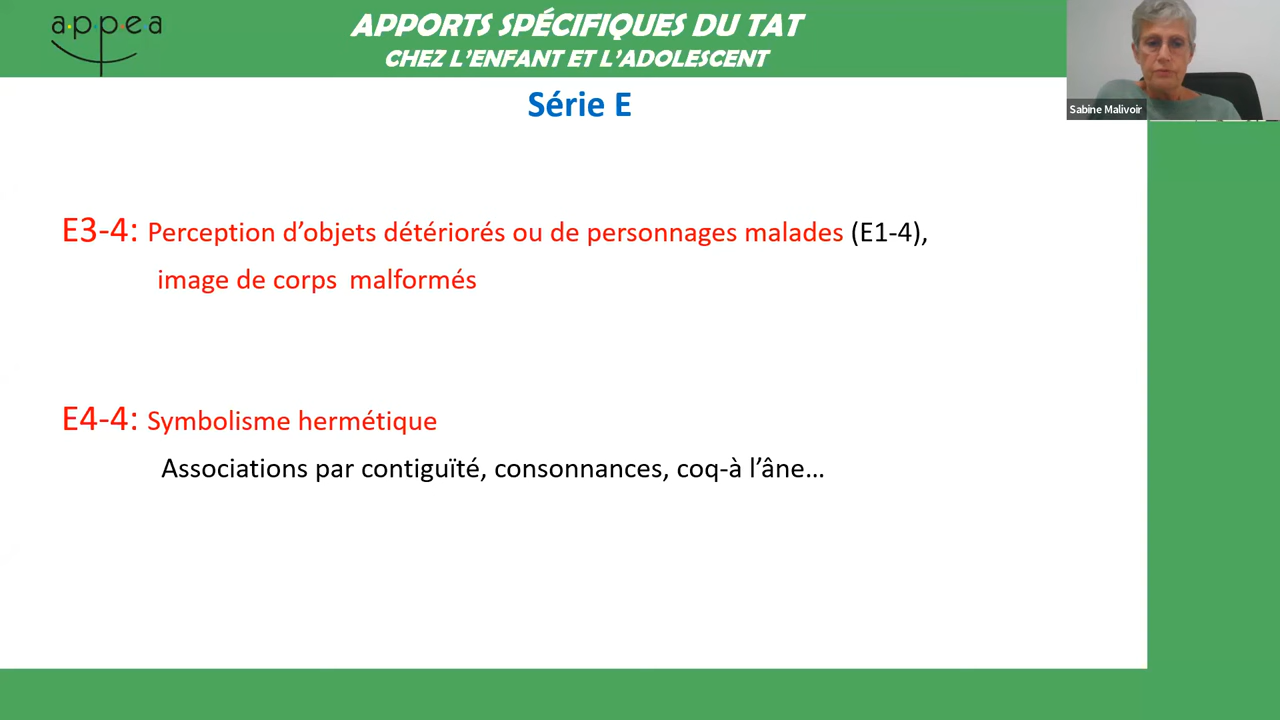 appea
APPORTS SPÉCIFIQUES DU TAT
CHEZ L'ENFANT ET L'ADOLESCENT
Sabine Malivoir
Série E
E3-4: Perception d'objets détériorés ou de personnages malades (E1-4),
image de corps malformés
E4-4: Symbolisme hermétique
Associations par contiguïté, consonnances, coq-à l'âne...